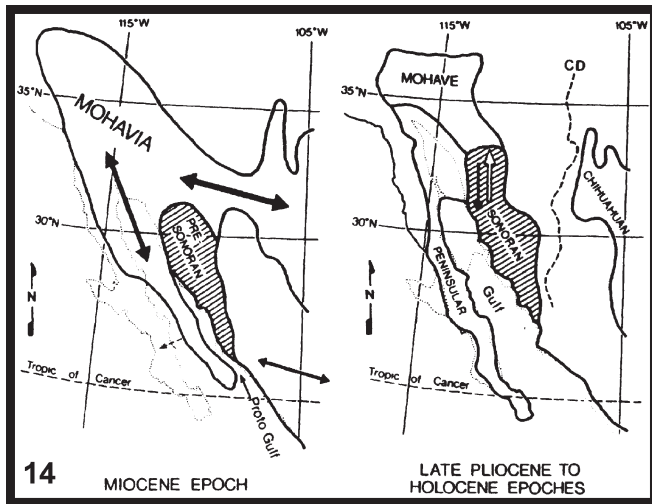 115°W
105°W
35°N
MOHAVIA
30°N
PRE
SONORAN
N
Tropic of Cancer
Proto Gulf
14
MIOCENE EPOCH
115°W
105°W
CD
MOHAVE
35°N
CHIHUAHUAN
30°N
SONORAN
PENINSULAR
Gulf
N
Tropic of Cancer
LATE PLIOCENE TO
HOLOCENE EPOCHES